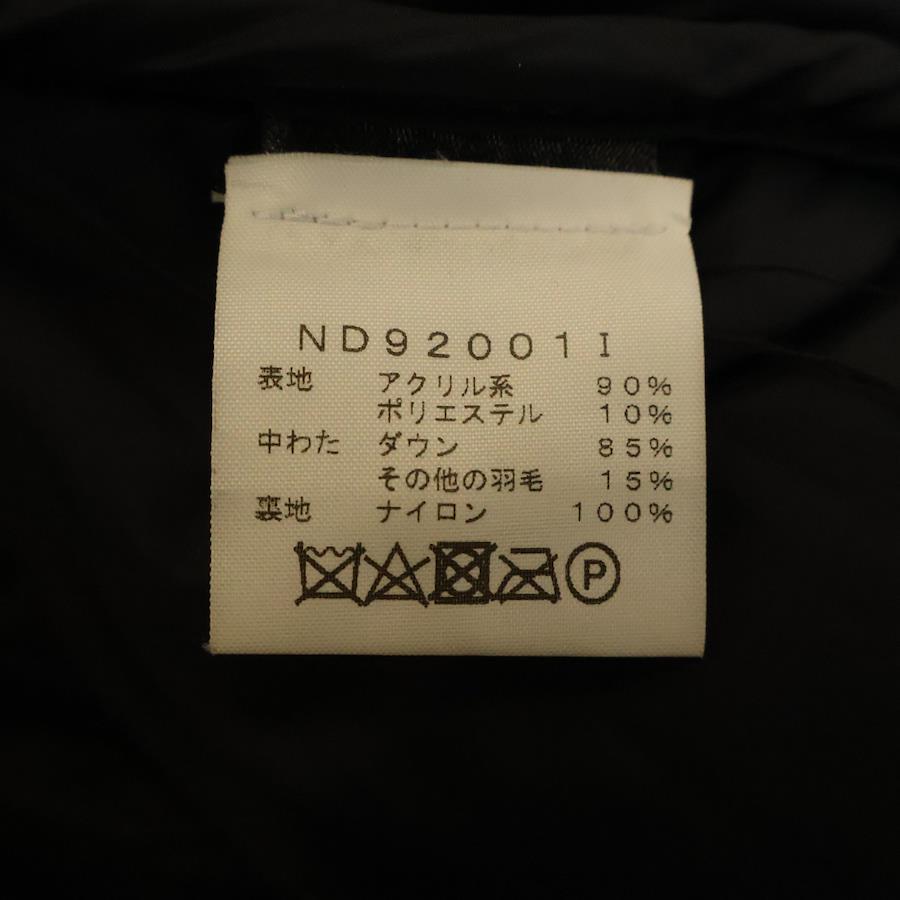 ND92001I
表地 アクリル系 90%
ポリエステル 10%
中わた ダウン 85%
その他の羽毛 15%
裏地 ナイロン 100%
P